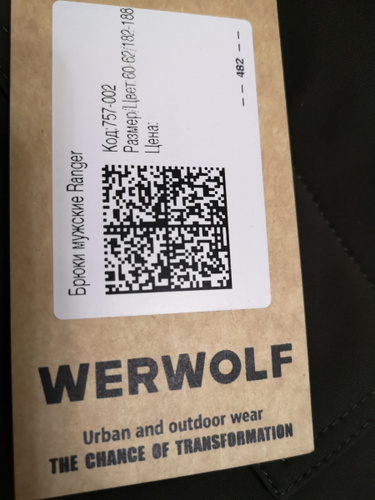 Брюки мужские Ranger
Код:757-002
Размер/Цвет 60-62/182-188
Цена:
-- 482 --
WERWOLF
Urban and outdoor wear
THE CHANCE OF TRANSFORMATION